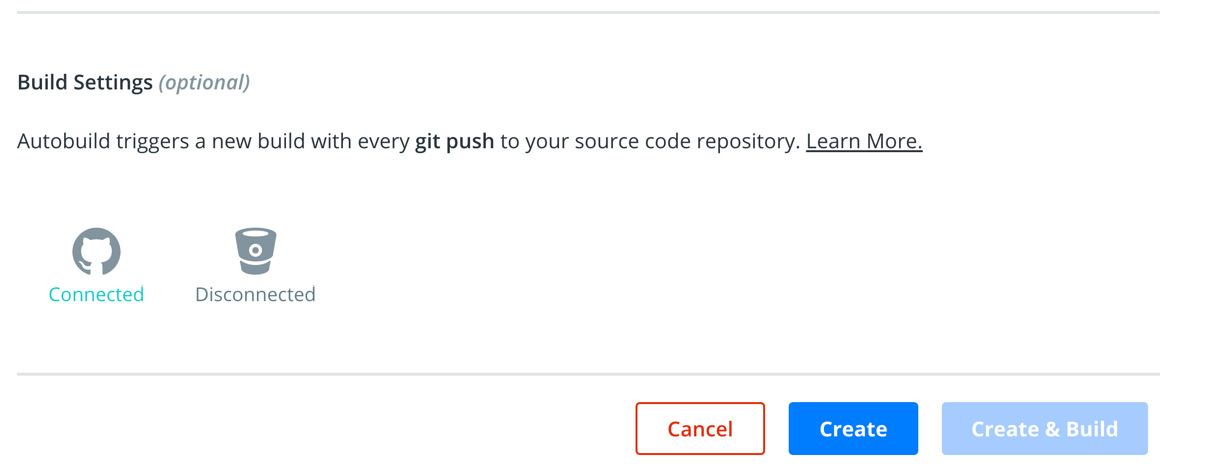 Build Settings (optional)
Autobuild triggers a new build with every git push to your source code repository. Learn More.
Connected Disconnected
Cancel Create Create & Build